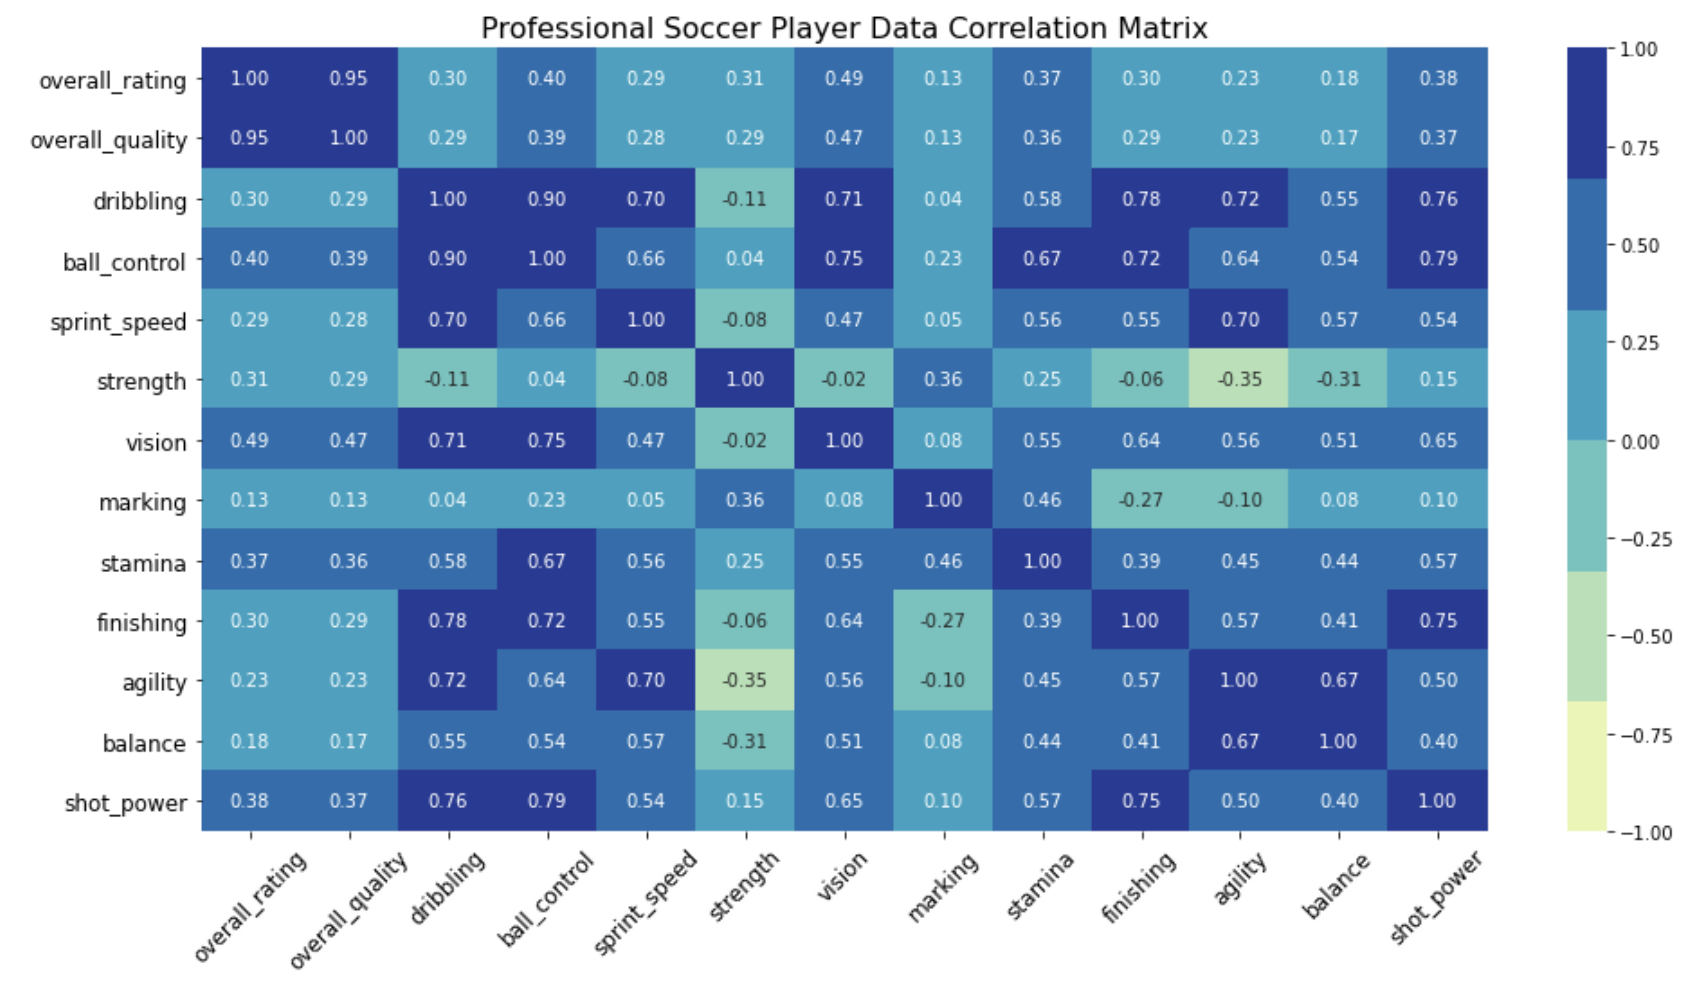 Professional Soccer Player Data Correlation Matrix
overall_rating 1.00 0.95 0.30 0.40 0.29 0.31 0.49 0.13 0.37 0.30 0.23 0.18 0.38
overall_quality 0.95 1.00 0.29 0.39 0.28 0.29 0.47 0.13 0.36 0.29 0.23 0.17 0.37
dribbling 0.30 0.29 1.00 0.90 0.70 -0.11 0.71 0.04 0.58 0.78 0.72 0.55 0.76
ball_control 0.40 0.39 0.90 1.00 0.66 0.04 0.75 0.23 0.67 0.72 0.64 0.54 0.79
sprint_speed 0.29 0.28 0.70 0.66 1.00 -0.08 0.47 0.05 0.56 0.55 0.70 0.57 0.54
strength 0.31 0.29 -0.11 0.04 -0.08 1.00 -0.02 0.36 0.25 -0.06 -0.35 -0.31 0.15
vision 0.49 0.47 0.71 0.75 0.47 -0.02 1.00 0.08 0.55 0.64 0.56 0.51 0.65
marking 0.13 0.13 0.04 0.23 0.05 0.36 0.08 1.00 0.46 -0.27 -0.10 0.08 0.10
stamina 0.37 0.36 0.58 0.67 0.56 0.25 0.55 0.46 1.00 0.39 0.45 0.44 0.57
finishing 0.30 0.29 0.78 0.72 0.55 -0.06 0.64 -0.27 0.39 1.00 0.57 0.41 0.75
agility 0.23 0.23 0.72 0.64 0.70 -0.35 0.56 -0.10 0.45 0.57 1.00 0.67 0.50
balance 0.18 0.17 0.55 0.54 0.57 -0.31 0.51 0.08 0.44 0.41 0.67 1.00 0.40
shot_power 0.38 0.37 0.76 0.79 0.54 0.15 0.65 0.10 0.57 0.75 0.50 0.40 1.00
overall_rating overall_quality dribbling ball_control sprint_speed strength vision marking stamina finishing agility balance shot_power
1.00
0.75
0.50
0.25
0.00
−0.25
−0.50
−0.75
−1.00